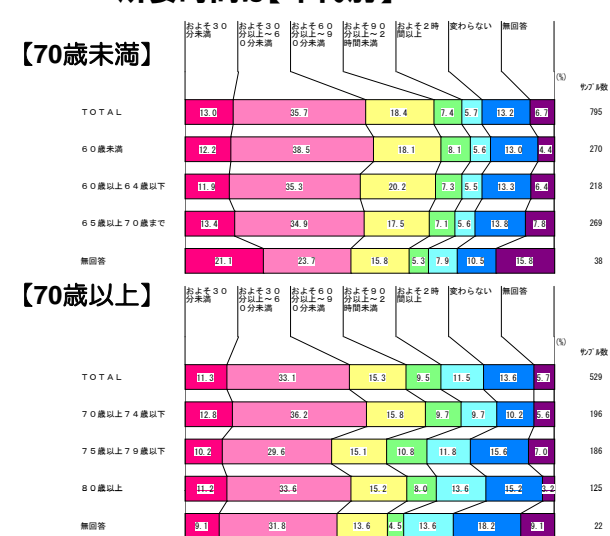 【70歳未満】
およそ３０
分未満
およそ３０
分以上～６
０分未満
およそ６０
分以上～９
０分未満
およそ９０
分以上～２
時間未満
およそ２時
間以上
変わらない
無回答
(%)
ｻﾝﾌﾟﾙ数
ＴＯＴＡＬ 13.0 35.7 18.4 7.4 5.7 13.2 6.7 795
６０歳未満 12.2 38.5 18.1 8.1 5.6 13.0 4.4 270
６０歳以上６４歳以下 11.9 35.3 20.2 7.3 5.5 13.3 6.4 218
６５歳以上７０歳まで 13.4 34.9 17.5 7.1 5.6 13.8 7.8 269
無回答 21.1 23.7 15.8 5.3 7.9 10.5 15.8 38
【70歳以上】
およそ３０
分未満
およそ３０
分以上～６
０分未満
およそ６０
分以上～９
０分未満
およそ９０
分以上～２
時間未満
およそ２時
間以上
変わらない
無回答
(%)
ｻﾝﾌﾟﾙ数
ＴＯＴＡＬ 11.3 33.1 15.3 9.5 11.5 13.6 5.7 529
７０歳以上７４歳以下 12.8 36.2 15.8 9.7 9.7 10.2 5.6 196
７５歳以上７９歳以下 10.2 29.6 15.1 10.8 11.8 15.6 7.0 186
８０歳以上 11.2 33.6 15.2 8.0 13.6 15.2 3.2 125
無回答 9.1 31.8 13.6 4.5 13.6 18.2 9.1 22